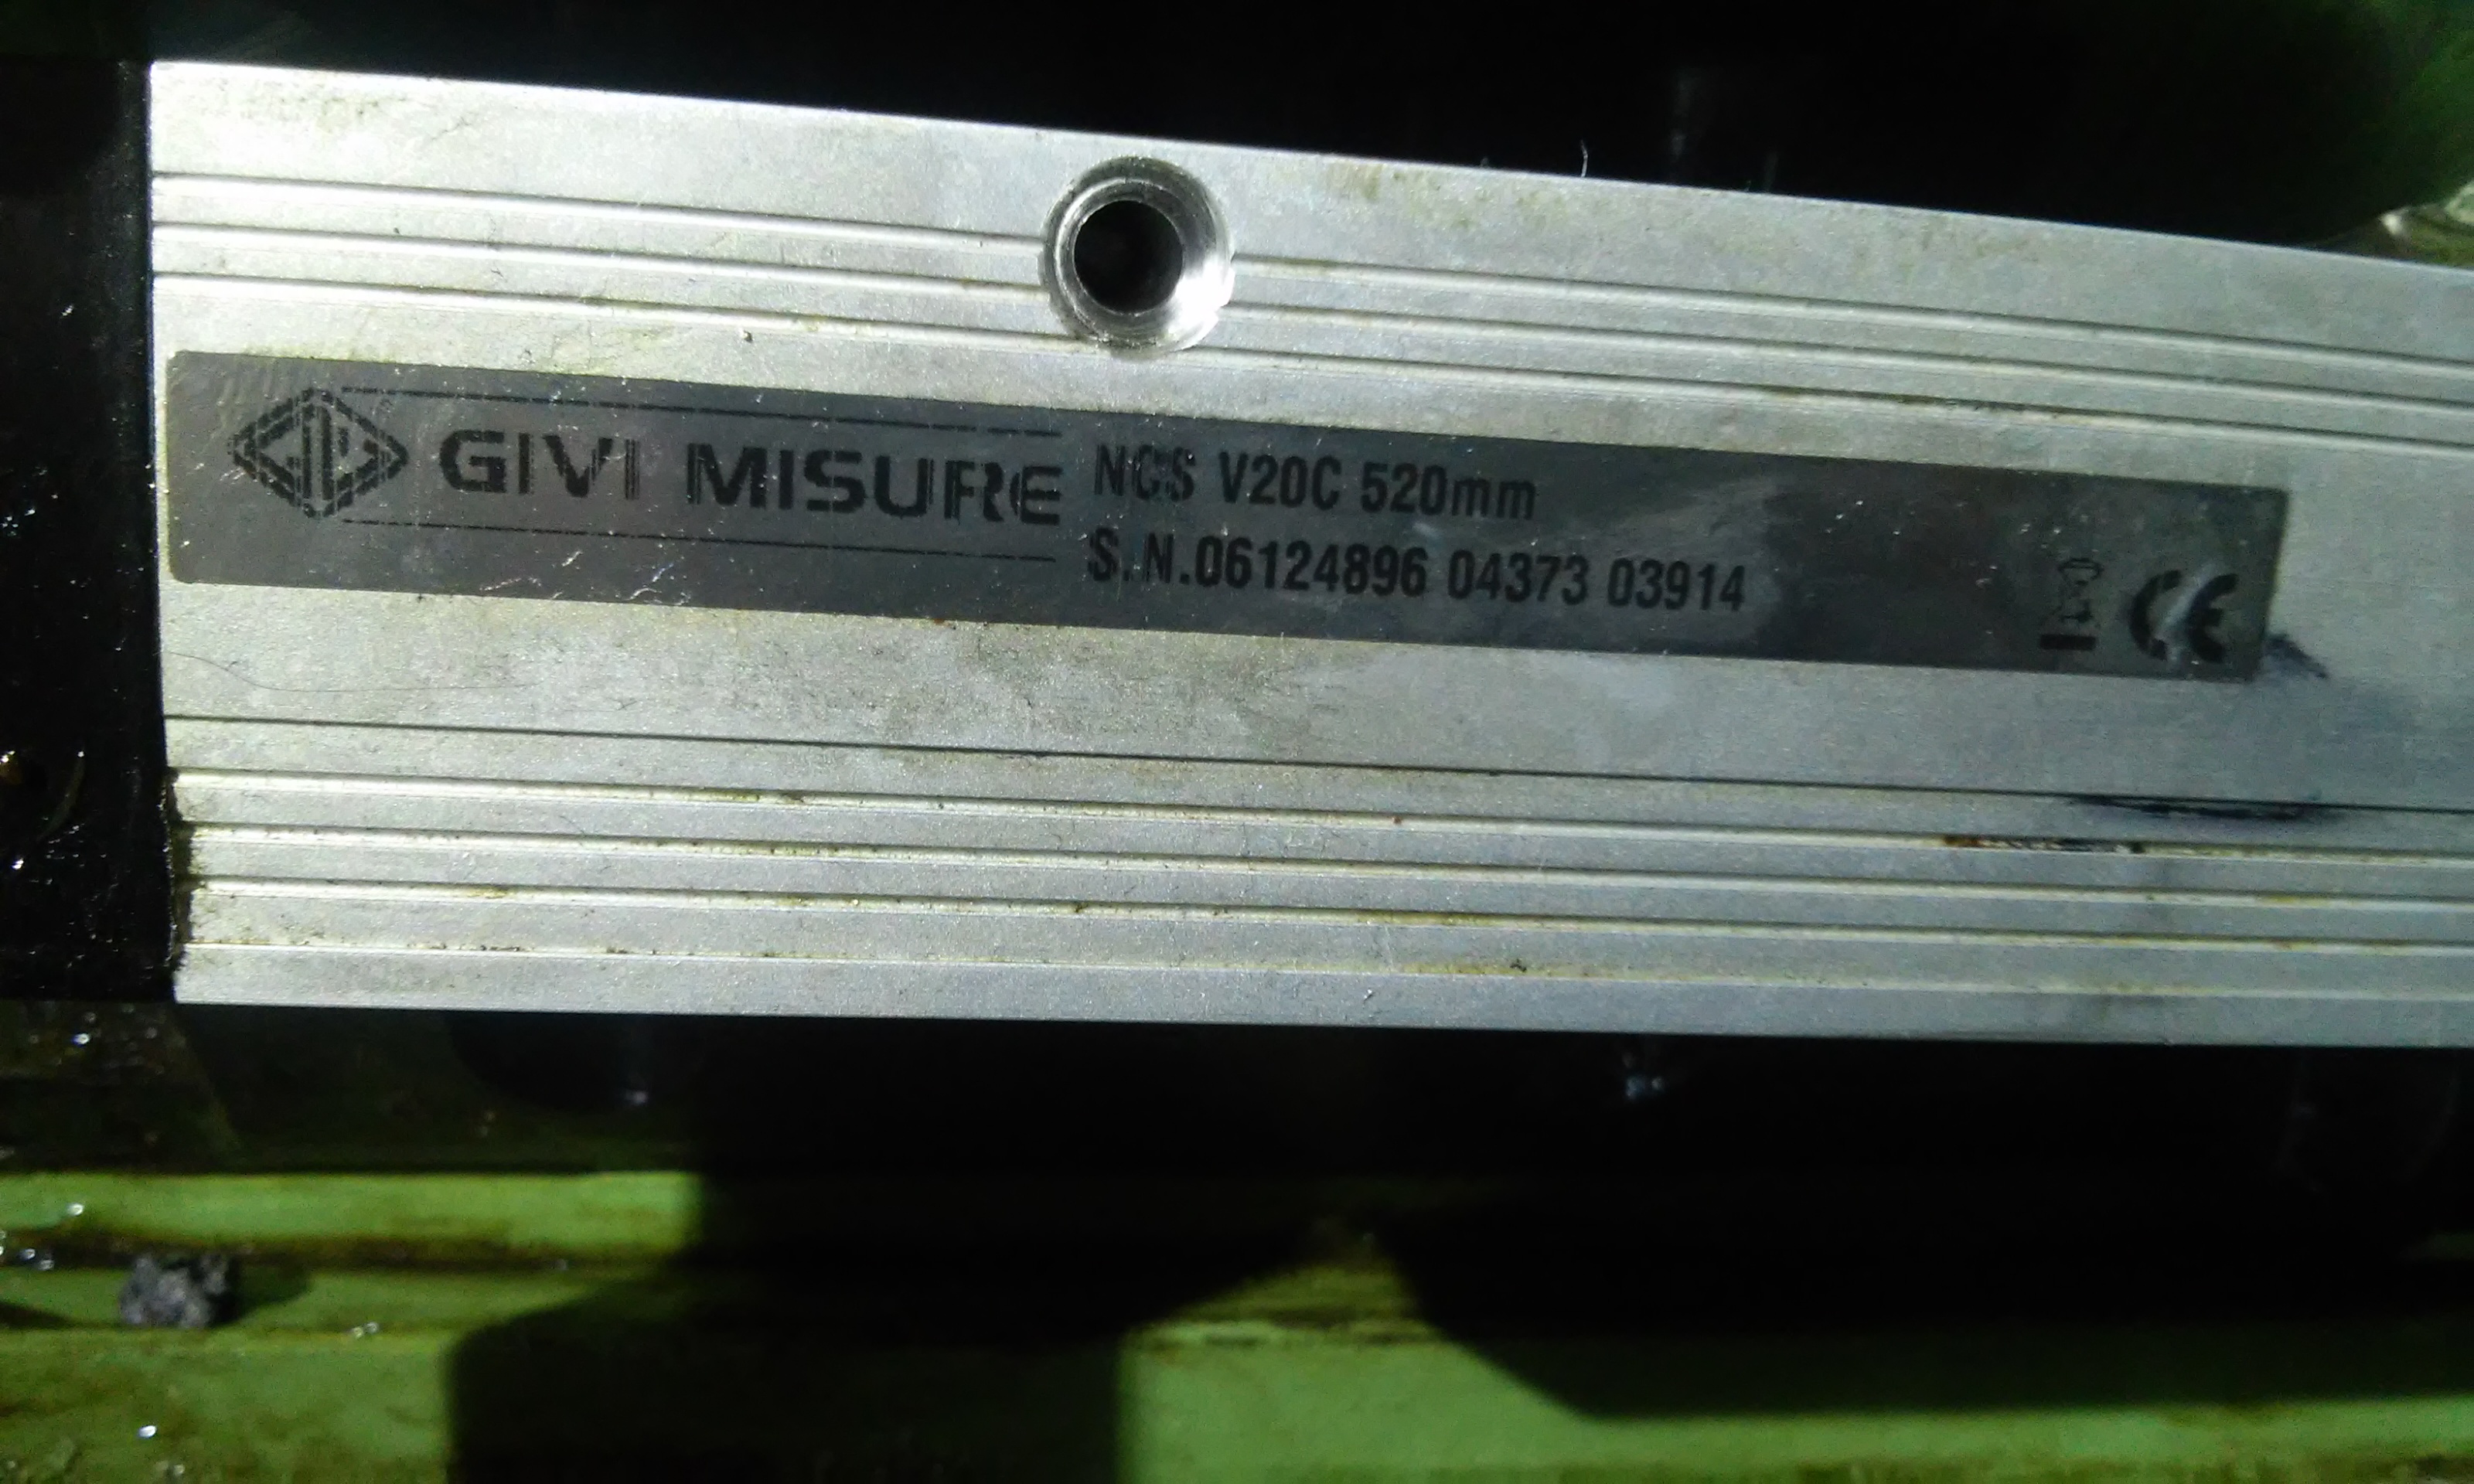 GIVI MISURE
NCS V20C 520mm
S.N.06124896 04373 03914
CE